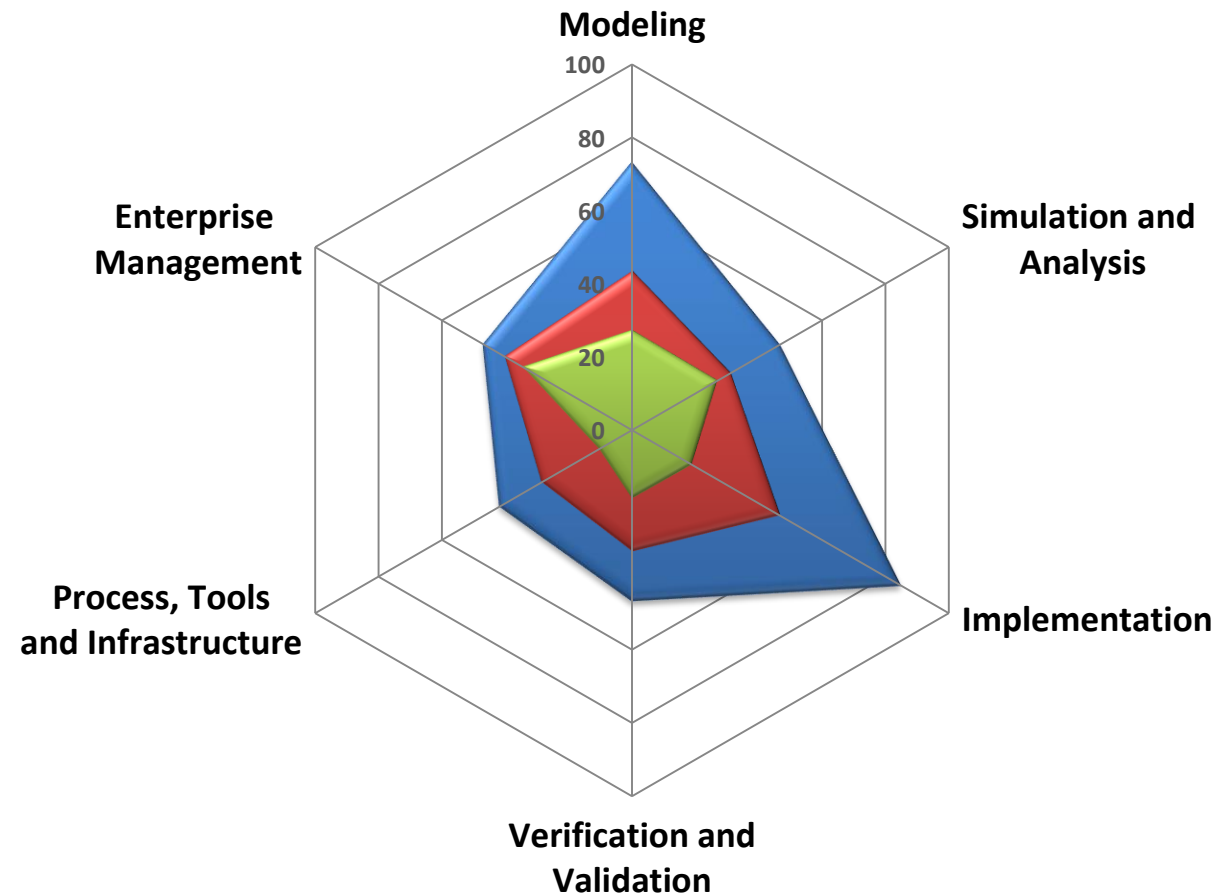 Modeling
100
80
60
40
20
0
Enterprise
Management
Simulation and
Analysis
Process, Tools
and Infrastructure
Implementation
Verification and
Validation